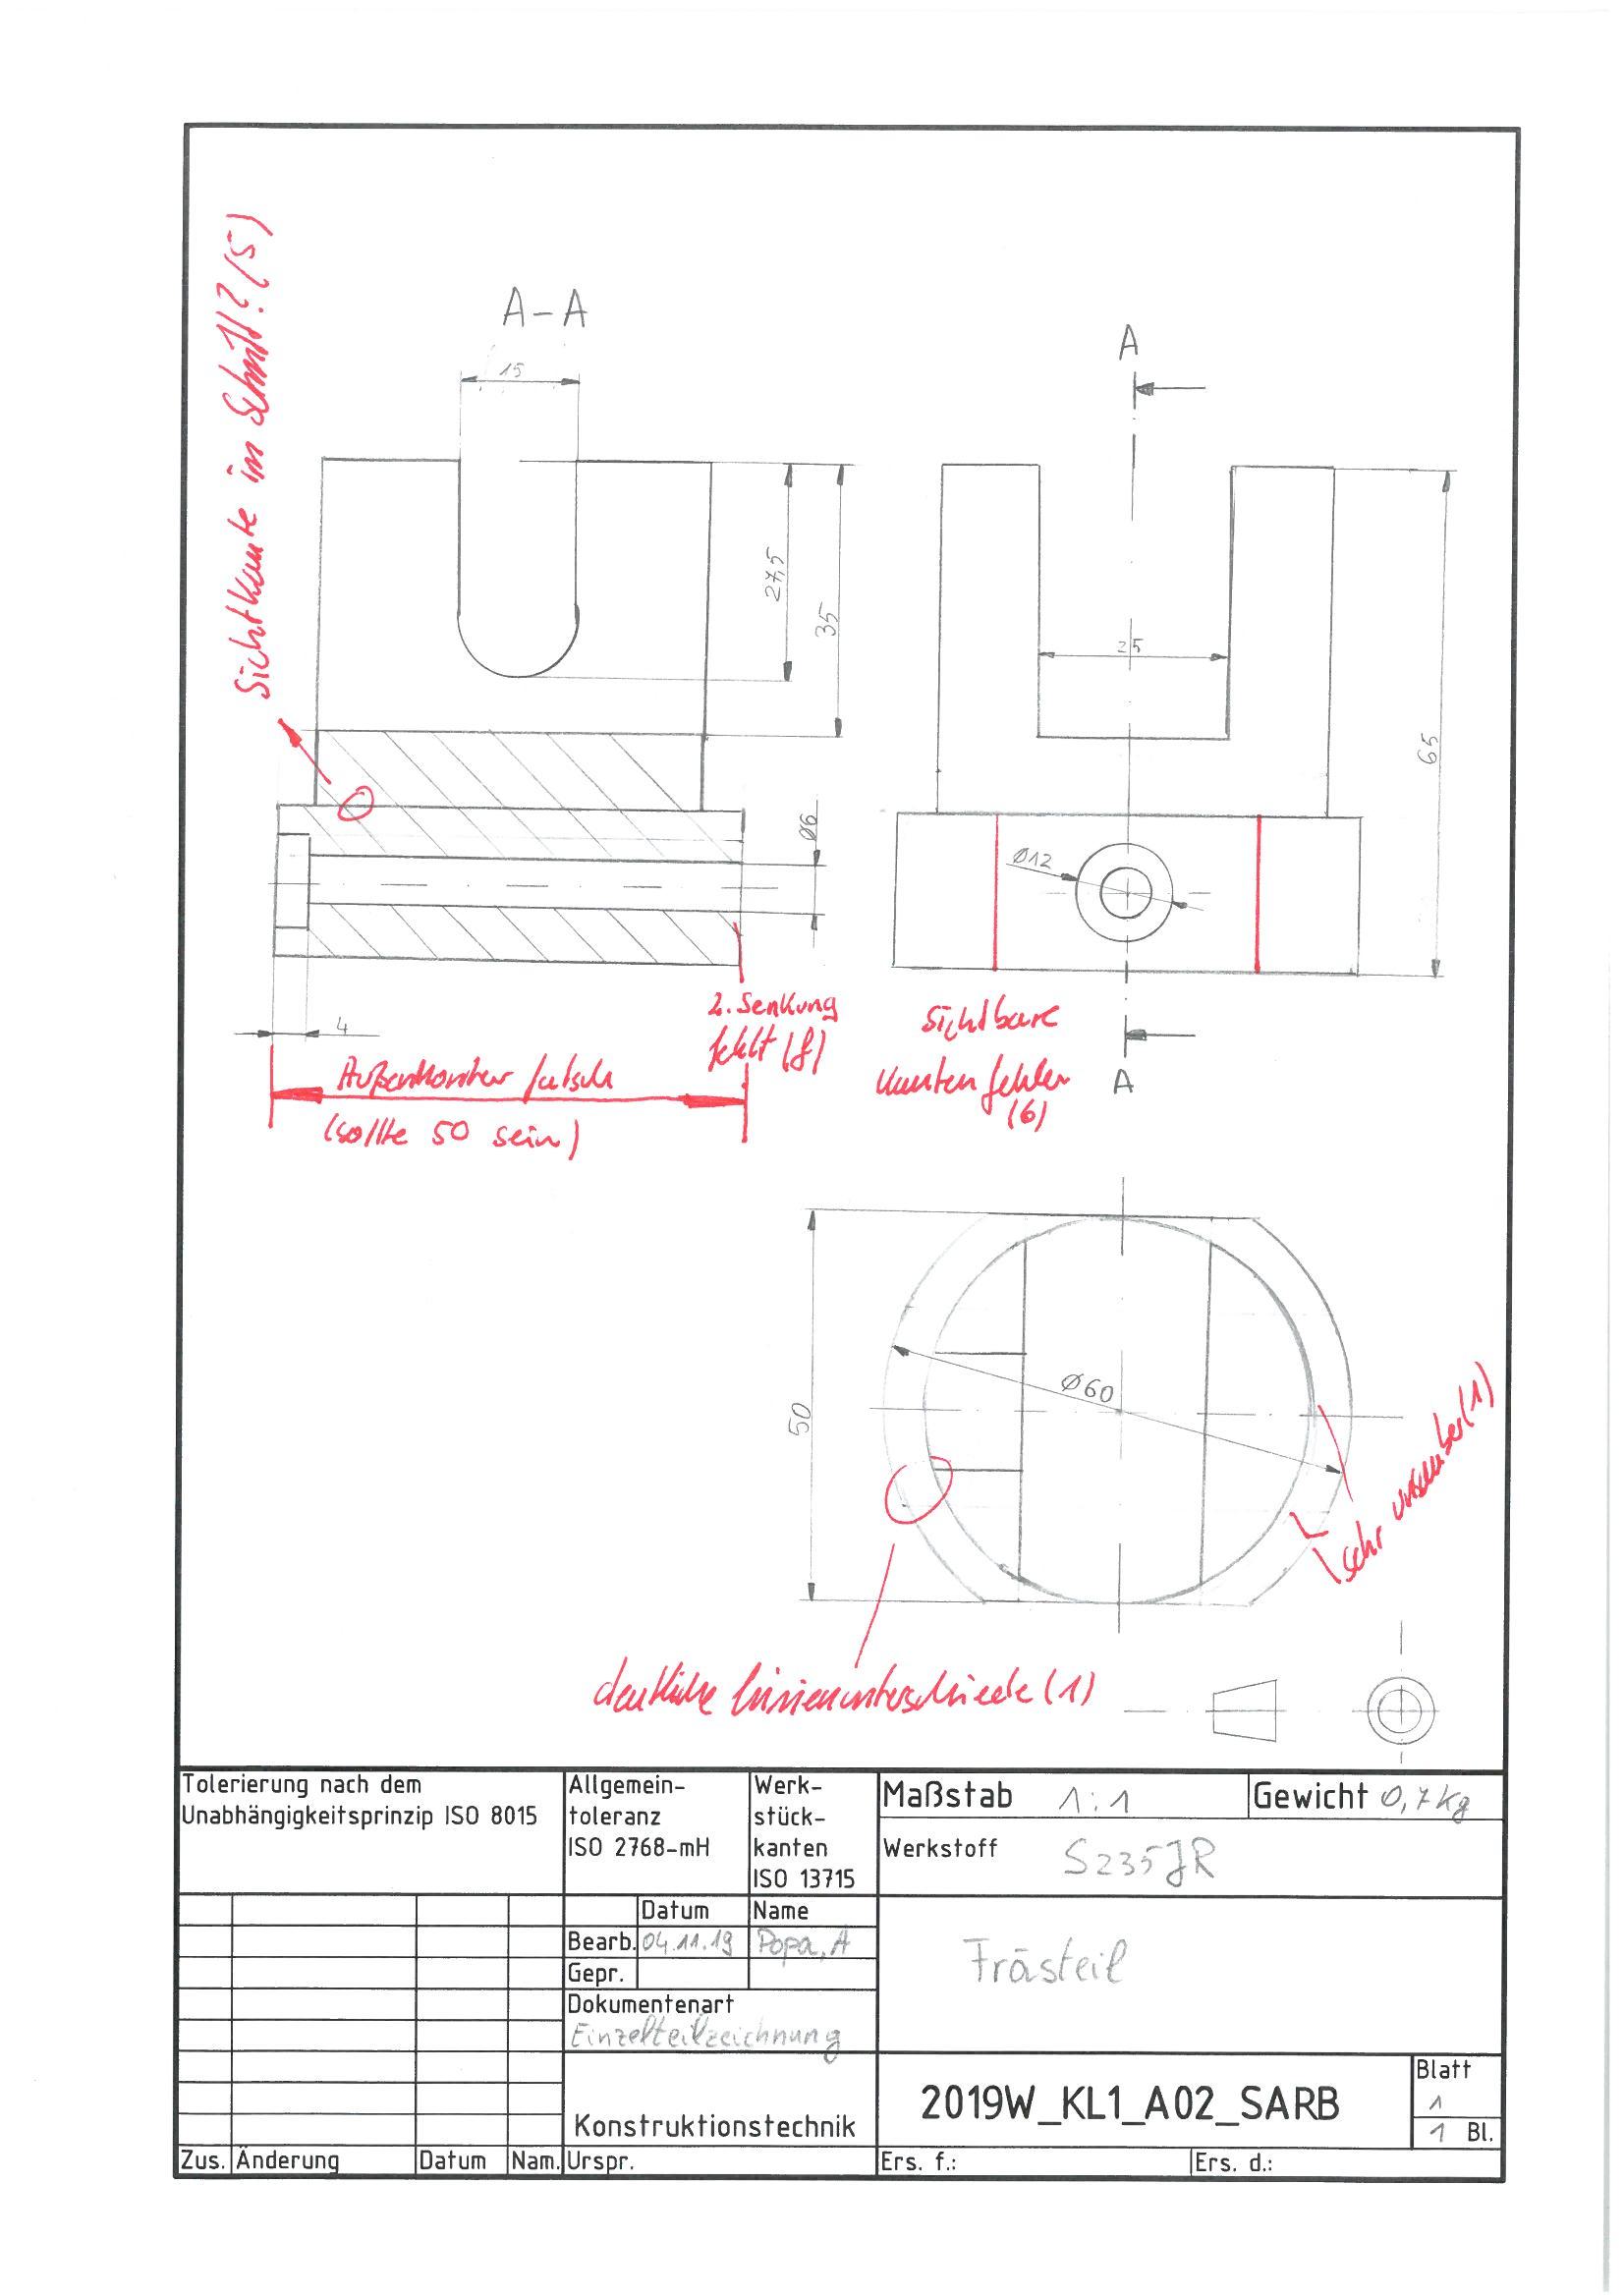 Sichtkante im Schnitt? (5)
A-A
15
27,5
35
Ø6
4
2. Senkung
fehlt (f)
Außenkontur falsch
(sollte 50 sein)
A
25
65
Ø12
A
Sichtbare
Kanten fehlen
(6)
50
Ø60
sehr unsauber (1)
deutliche Linienunterschiede (1)
Tolerierung nach dem
Unabhängigkeitsprinzip ISO 8015
Allgemein-
toleranz
ISO 2768-mH
Werk-
stück-
kanten
ISO 13715
Maßstab 1:1
Gewicht 0,7kg
Werkstoff S235JR
Datum Name
Bearb. 04.11.19 Popa, A
Gepr.
Dokumentenart
Einzelteilzeichnung
Frästeil
Konstruktionstechnik
2019W_KL1_A02_SARB
Blatt
1
1 Bl.
Zus. Änderung Datum Nam. Urspr. Ers. f.: Ers. d.: